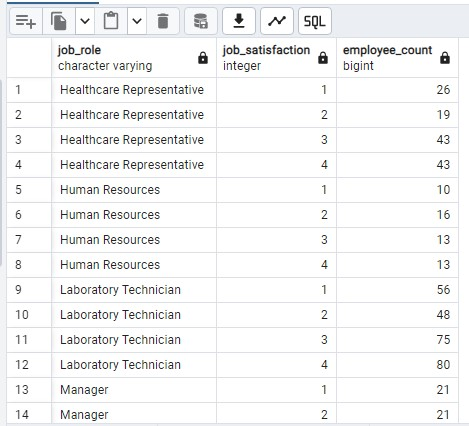 SQL
job_role job_satisfaction employee_count
character varying integer bigint
1 Healthcare Representative 1 26
2 Healthcare Representative 2 19
3 Healthcare Representative 3 43
4 Healthcare Representative 4 43
5 Human Resources 1 10
6 Human Resources 2 16
7 Human Resources 3 13
8 Human Resources 4 13
9 Laboratory Technician 1 56
10 Laboratory Technician 2 48
11 Laboratory Technician 3 75
12 Laboratory Technician 4 80
13 Manager 1 21
14 Manager 2 21